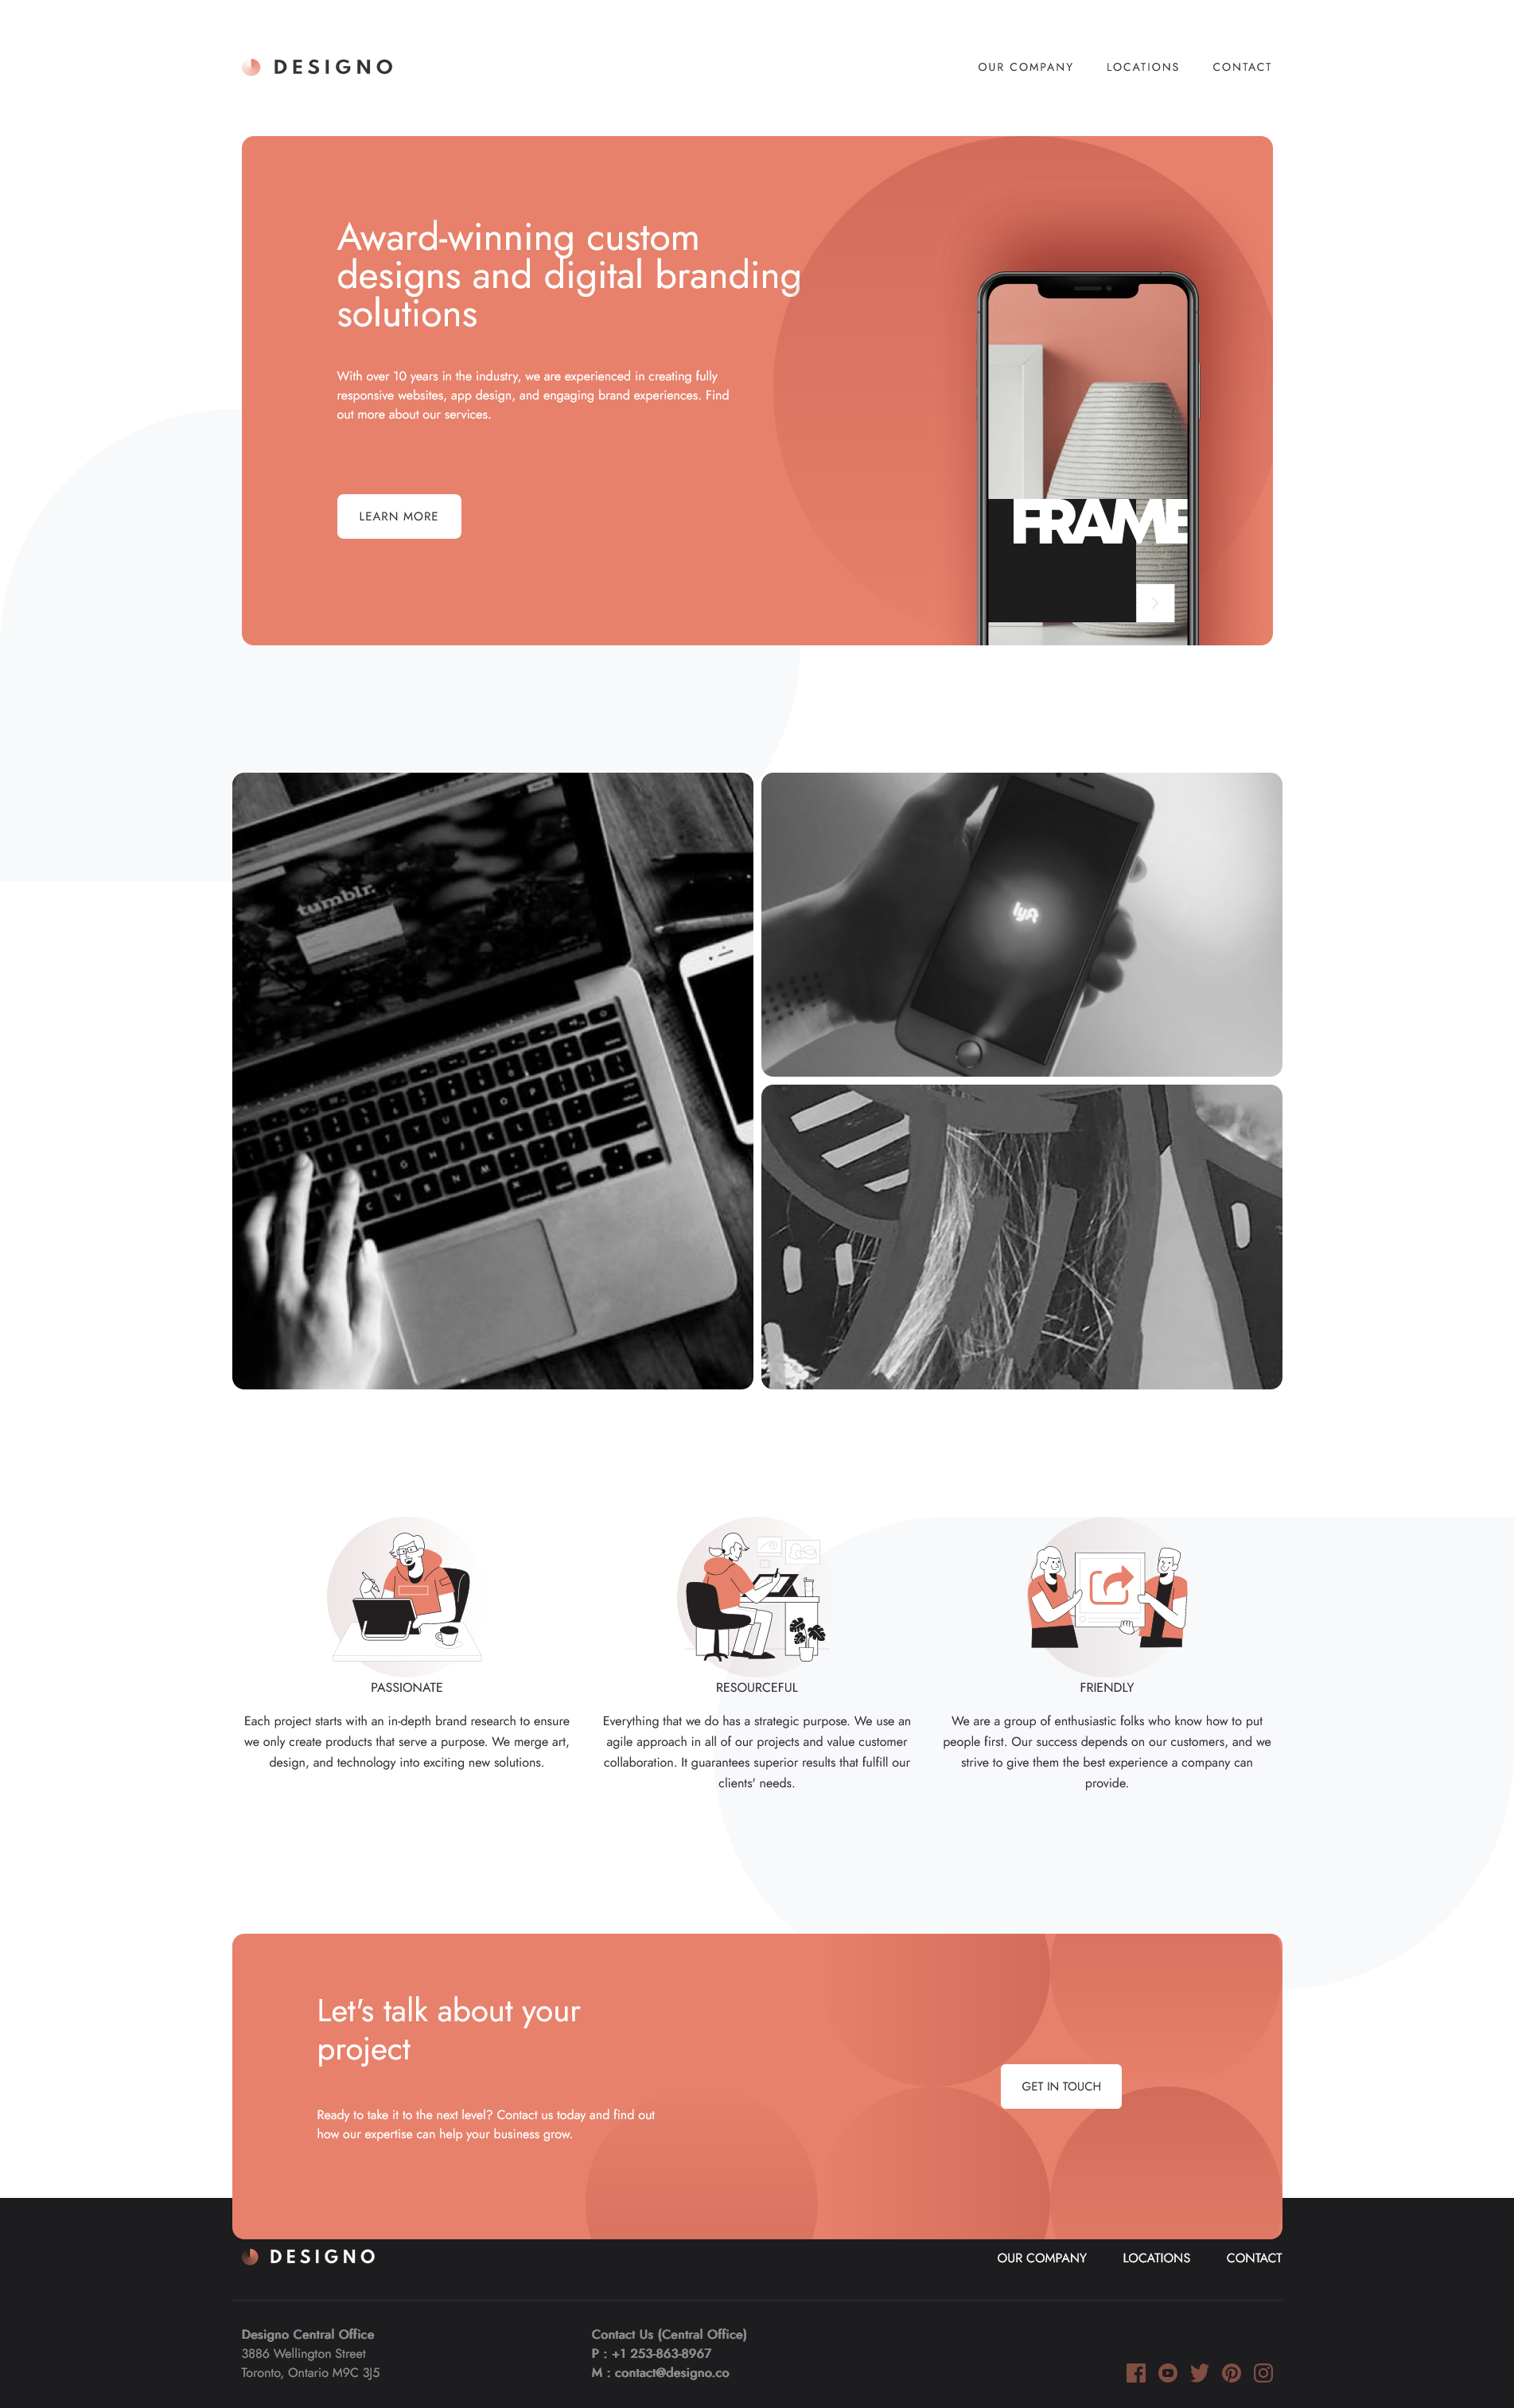 DESIGNO
OUR COMPANY LOCATIONS CONTACT
Award-winning custom
designs and digital branding
solutions
With over 10 years in the industry, we are experienced in creating fully
responsive websites, app design, and engaging brand experiences. Find
out more about our services.
LEARN MORE
FRAME
tumblr.
lyft
PASSIONATE
Each project starts with an in-depth brand research to ensure
we only create products that serve a purpose. We merge art,
design, and technology into exciting new solutions.
RESOURCEFUL
Everything that we do has a strategic purpose. We use an
agile approach in all of our projects and value customer
collaboration. It guarantees superior results that fulfill our
clients' needs.
FRIENDLY
We are a group of enthusiastic folks who know how to put
people first. Our success depends on our customers, and we
strive to give them the best experience a company can
provide.
Let's talk about your
project
Ready to take it to the next level? Contact us today and find out
how our expertise can help your business grow.
GET IN TOUCH
DESIGNO
OUR COMPANY LOCATIONS CONTACT
Designo Central Office
3886 Wellington Street
Toronto, Ontario M9C 3J5
Contact Us (Central Office)
P : +1 253-863-8967
M : contact@designo.co